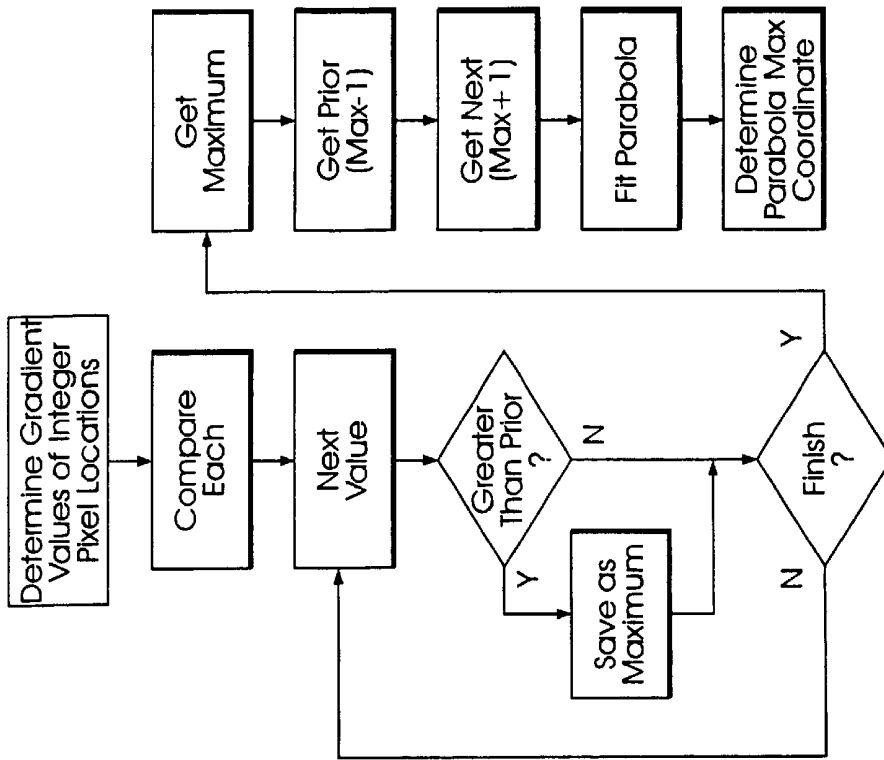 Determine Gradient
Values of Integer
Pixel Locations
Compare
Each
Next
Value
Greater
Than Prior
?
Y
N
Save as
Maximum
Finish
?
N
Y
Get
Maximum
Get Prior
(Max-1)
Get Next
(Max+1)
Fit Parabola
Determine
Parabola Max
Coordinate